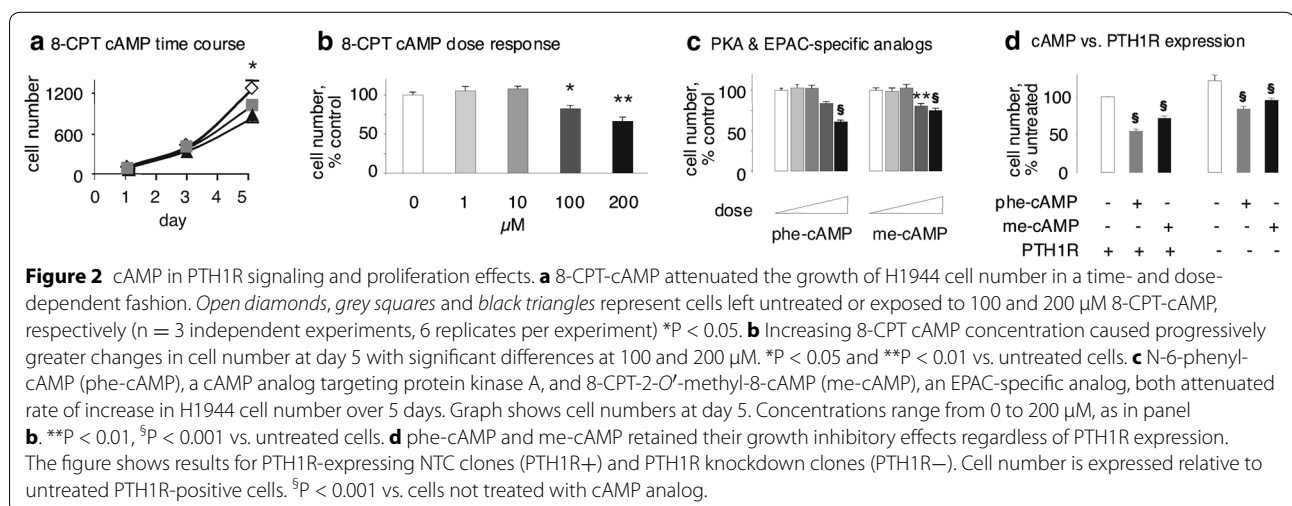 a 8-CPT cAMP time course
cell number
1200
600
0
0 1 2 3 4 5
day
*
b 8-CPT cAMP dose response
cell number,
% control
100
50
0
* **
0 1 10 100 200
µM
c PKA & EPAC-specific analogs
cell number,
% control
100
50
0
§ **§
dose
phe-cAMP me-cAMP
d cAMP vs. PTH1R expression
cell number,
% untreated
100
50
0
§ § § §
phe-cAMP - + - - + -
me-cAMP - - + - - +
PTH1R + + + - - -
Figure 2 cAMP in PTH1R signaling and proliferation effects. a 8-CPT-cAMP attenuated the growth of H1944 cell number in a time- and dose-
dependent fashion. Open diamonds, grey squares and black triangles represent cells left untreated or exposed to 100 and 200 µM 8-CPT-cAMP,
respectively (n = 3 independent experiments, 6 replicates per experiment) *P < 0.05. b Increasing 8-CPT cAMP concentration caused progressively
greater changes in cell number at day 5 with significant differences at 100 and 200 µM. *P < 0.05 and **P < 0.01 vs. untreated cells. c N-6-phenyl-
cAMP (phe-cAMP), a cAMP analog targeting protein kinase A, and 8-CPT-2-O′-methyl-8-cAMP (me-cAMP), an EPAC-specific analog, both attenuated
rate of increase in H1944 cell number over 5 days. Graph shows cell numbers at day 5. Concentrations range from 0 to 200 µM, as in panel
b. **P < 0.01, §P < 0.001 vs. untreated cells. d phe-cAMP and me-cAMP retained their growth inhibitory effects regardless of PTH1R expression.
The figure shows results for PTH1R-expressing NTC clones (PTH1R+) and PTH1R knockdown clones (PTH1R−). Cell number is expressed relative to
untreated PTH1R-positive cells. §P < 0.001 vs. cells not treated with cAMP analog.